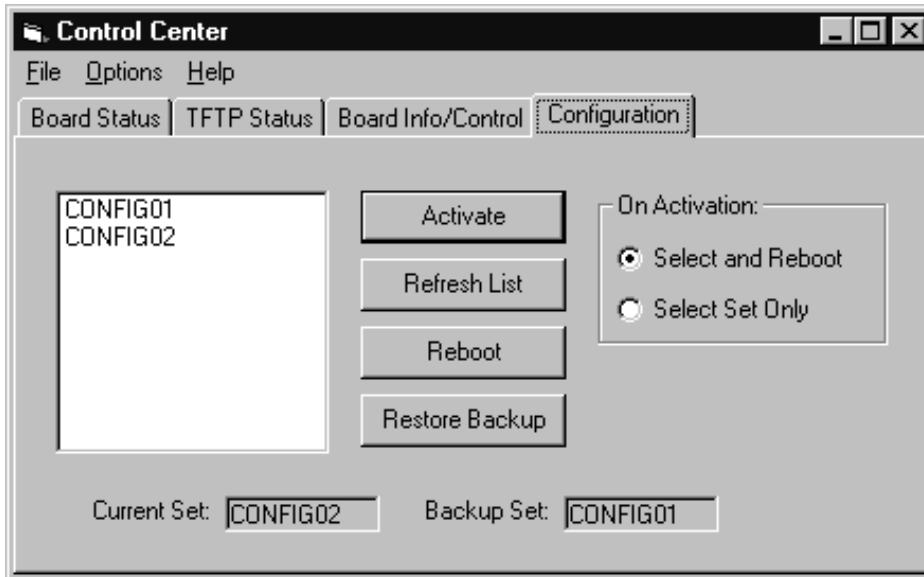 Control Center
File Options Help
Board Status TFTP Status Board Info/Control Configuration
CONFIG01
CONFIG02
Activate
Refresh List
Reboot
Restore Backup
On Activation:
Select and Reboot
Select Set Only
Current Set: CONFIG02 Backup Set: CONFIG01